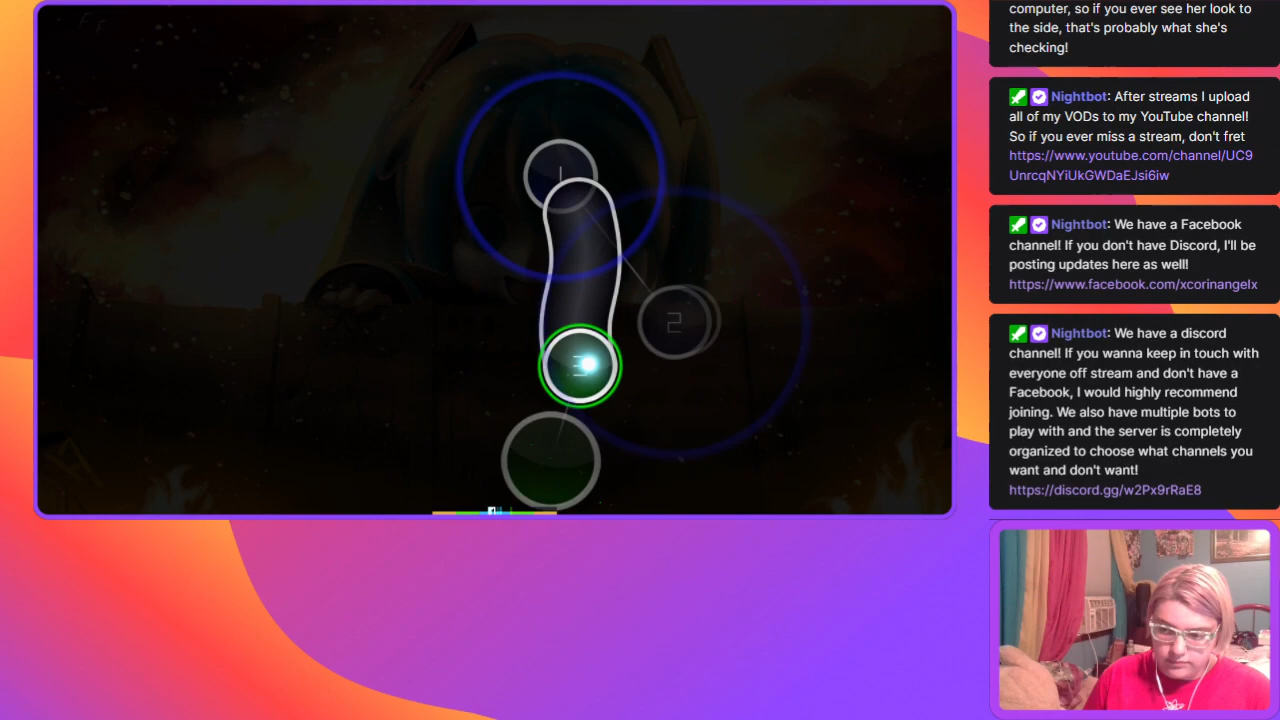 1
2
3
computer, so if you ever see her look to
the side, that's probably what she's
checking!
Nightbot: After streams I upload
all of my VODs to my YouTube channel!
So if you ever miss a stream, don't fret
https://www.youtube.com/channel/UC9
UnrcqNYiUkGWDaEJsi6iw
Nightbot: We have a Facebook
channel! If you don't have Discord, I'll be
posting updates here as well!
https://www.facebook.com/xcorinangelx
Nightbot: We have a discord
channel! If you wanna keep in touch with
everyone off stream and don't have a
Facebook, I would highly recommend
joining. We also have multiple bots to
play with and the server is completely
organized to choose what channels you
want and don't want!
https://discord.gg/w2Px9rRaE8